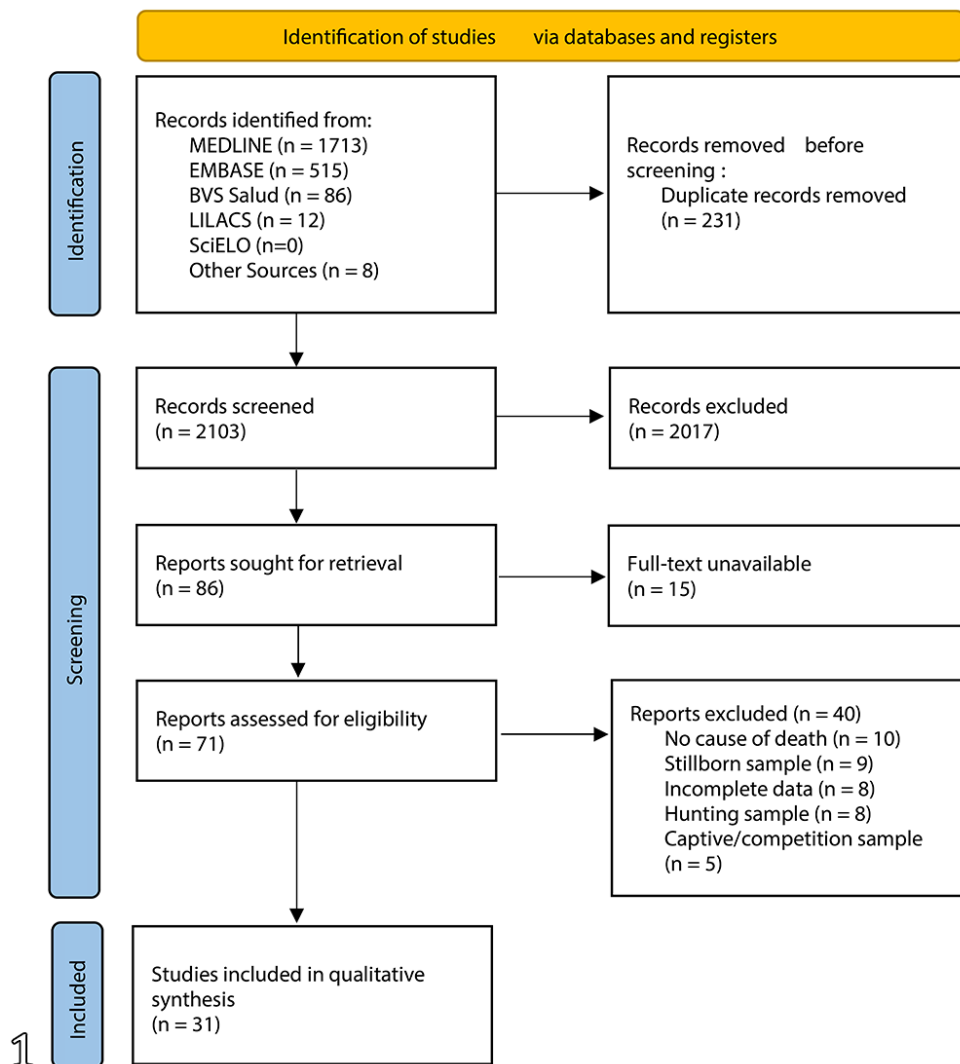 Identification of studies via databases and registers
Identification
Records identified from:
MEDLINE (n = 1713)
EMBASE (n = 515)
BVS Salud (n = 86)
LILACS (n = 12)
SciELO (n=0)
Other Sources (n = 8)
Records removed before
screening :
Duplicate records removed
(n = 231)
Screening
Records screened
(n = 2103)
Records excluded
(n = 2017)
Reports sought for retrieval
(n = 86)
Full-text unavailable
(n = 15)
Reports assessed for eligibility
(n = 71)
Reports excluded (n = 40)
No cause of death (n = 10)
Stillborn sample (n = 9)
Incomplete data (n = 8)
Hunting sample (n = 8)
Captive/competition sample
(n = 5)
Included
Studies included in qualitative
synthesis
(n = 31)
1